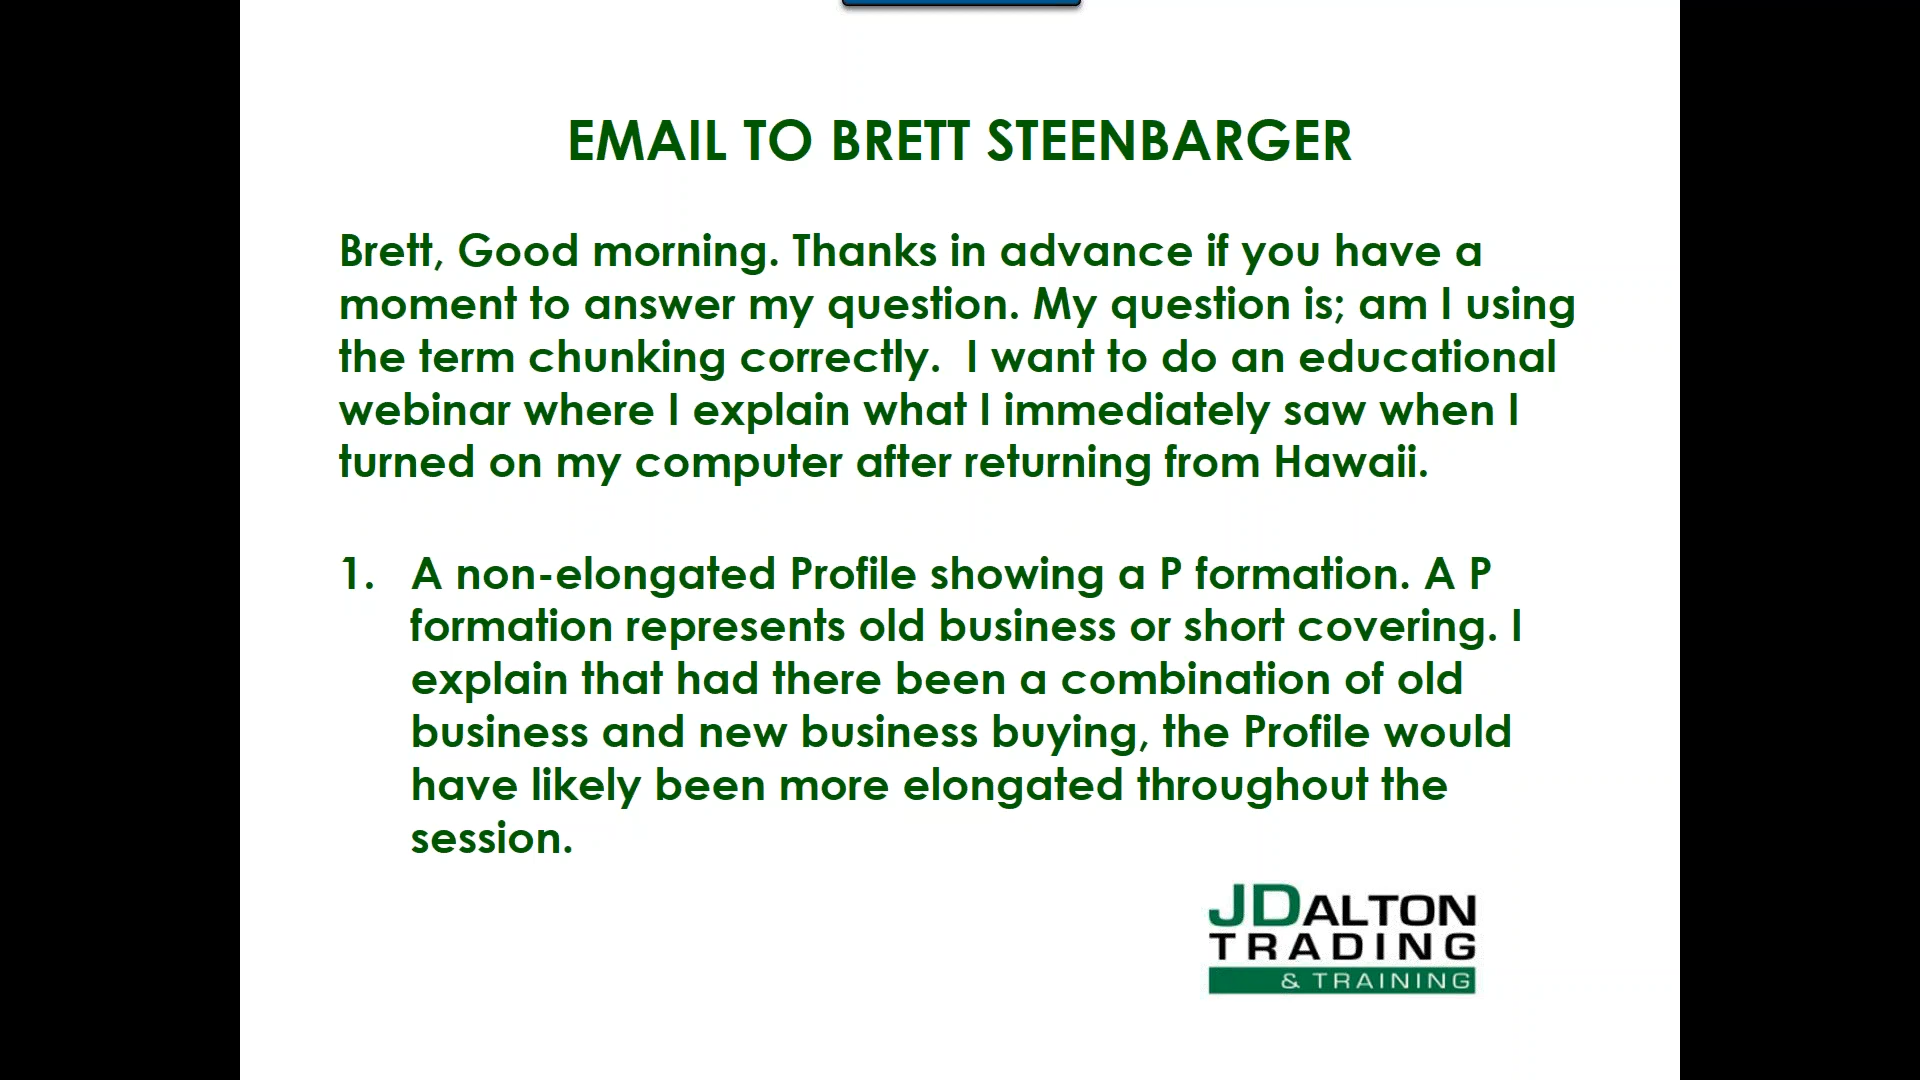 EMAIL TO BRETT STEENBARGER
Brett, Good morning. Thanks in advance if you have a
moment to answer my question. My question is; am I using
the term chunking correctly.  I want to do an educational
webinar where I explain what I immediately saw when I
turned on my computer after returning from Hawaii.
1. A non-elongated Profile showing a P formation. A P
formation represents old business or short covering. I
explain that had there been a combination of old
business and new business buying, the Profile would
have likely been more elongated throughout the
session.
JDALTON
TRADING
& TRAINING